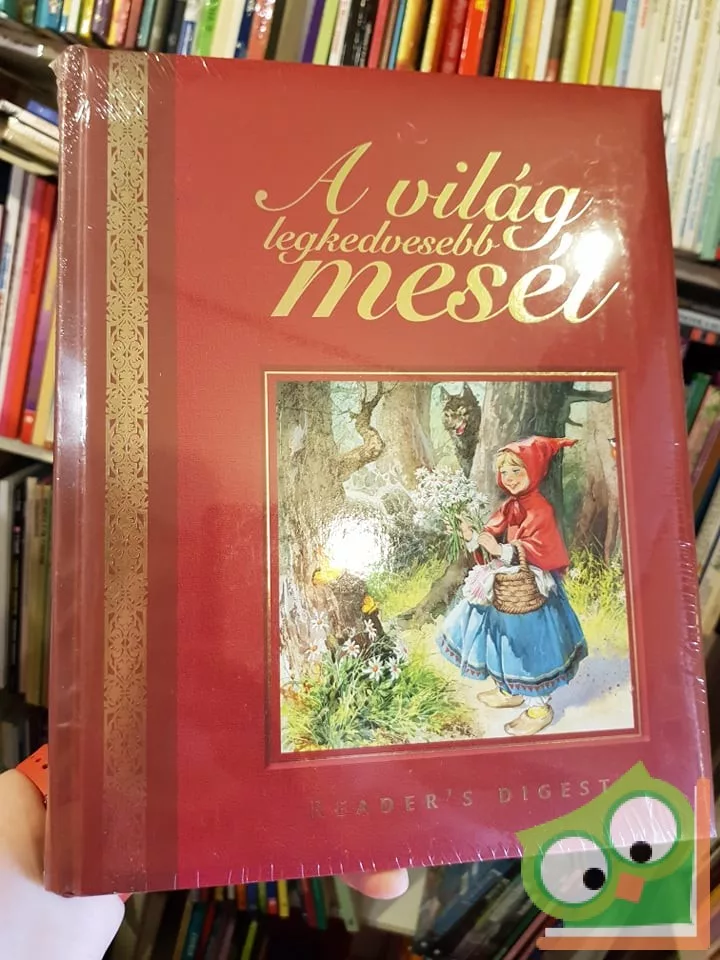 A világ
legkedvesebb
meséi
READER'S DIGEST